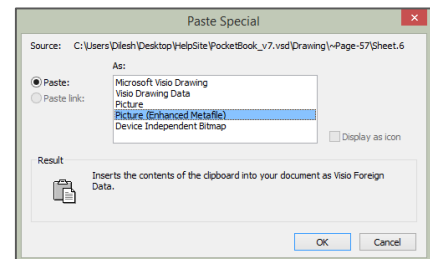 Paste Special
Source: C:\Users\Dilesh\Desktop\HelpSite\PocketBook_v7.vsd\Drawing\~Page-57\Sheet.6
As:
Paste:
Paste link:
Microsoft Visio Drawing
Visio Drawing Data
Picture
Picture (Enhanced Metafile)
Device Independent Bitmap
Display as icon
Result
Inserts the contents of the clipboard into your document as Visio Foreign
Data.
OK Cancel